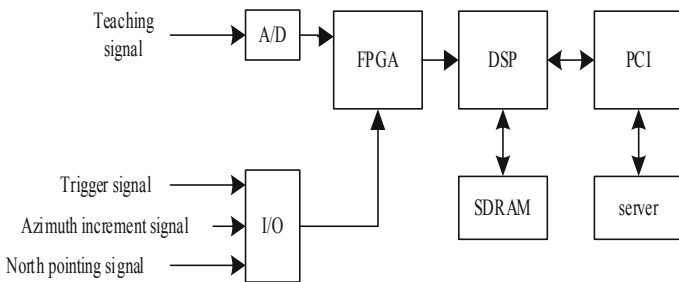 Teaching
signal
A/D
FPGA
DSP
PCI
Trigger signal
Azimuth increment signal
North pointing signal
I/O
SDRAM
server